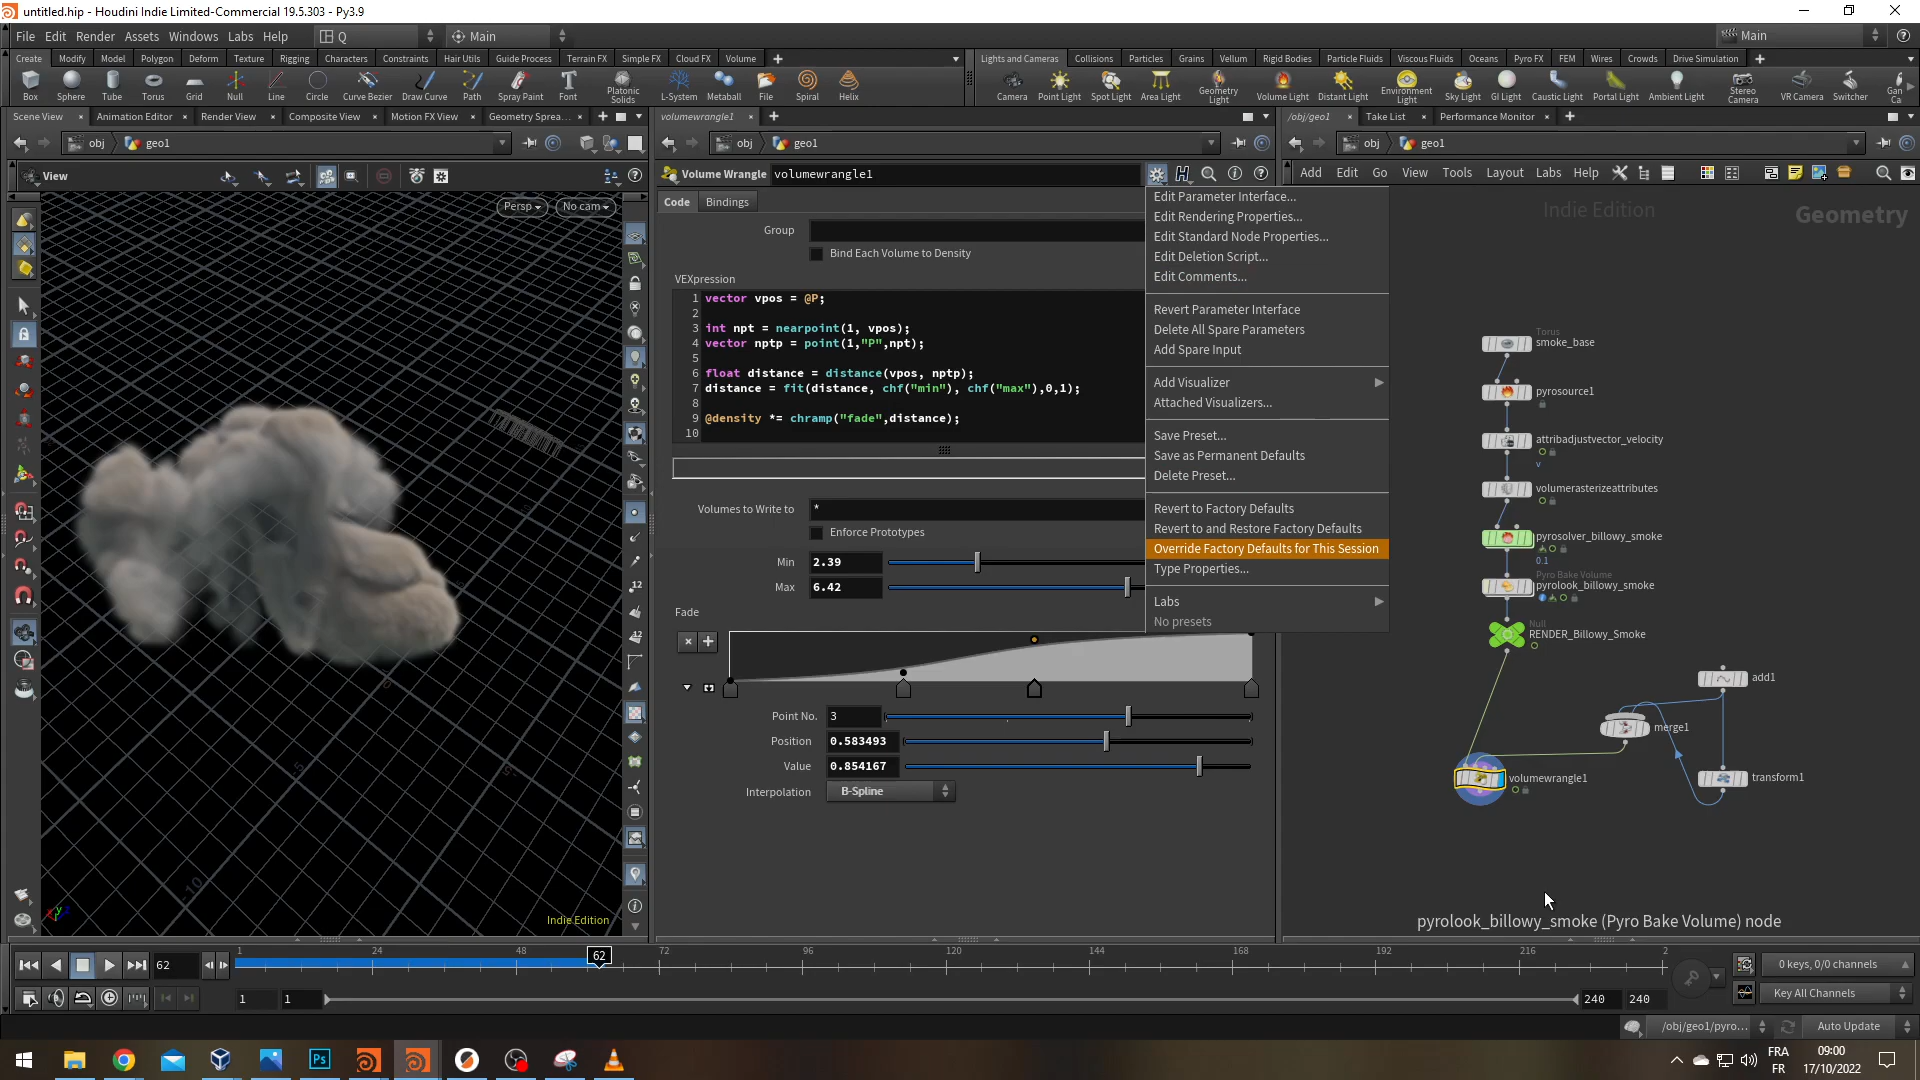 untitled.hip - Houdini Indie Limited-Commercial 19.5.303 - Py3.9
File Edit Render Assets Windows Labs Help Q Main Main
Create Modify Model Polygon Deform Texture Rigging Characters Constraints Hair Utils Guide Process Terrain FX Simple FX Cloud FX Volume
Lights and Cameras Collisions Particles Grains Vellum Rigid Bodies Particle Fluids Viscous Fluids Oceans Pyro FX FEM Wires Crowds Drive Simulation
Box Sphere Tube Torus Grid Null Line Circle Curve Bezier Draw Curve Path Spray Paint Font Platonic Solids L-System Metaball File Spiral Helix
Camera Point Light Spot Light Area Light Geometry Light Volume Light Distant Light Environment Light Sky Light GI Light Caustic Light Portal Light Ambient Light Stereo Camera VR Camera Switcher Gan Ca
Scene View Animation Editor Render View Composite View Motion FX View Geometry Sprea...
volumewrangle1
/obj/geo1 Take List Performance Monitor
obj geo1
obj geo1
obj geo1
View
Volume Wrangle volumewrangle1
Add Edit Go View Tools Layout Labs Help
Persp No cam
Code Bindings
Group
Bind Each Volume to Density
VEXpression
1 vector vpos = @P;
2
3 int npt = nearpoint(1, vpos);
4 vector nptp = point(1,"P",npt);
5
6 float distance = distance(vpos, nptp);
7 distance = fit(distance, chf("min"), chf("max"),0,1);
8
9 @density *= chramp("fade",distance);
10
Volumes to Write to *
Enforce Prototypes
Min 2.39
Max 6.42
Fade
Point No. 3
Position 0.583493
Value 0.854167
Interpolation B-Spline
Edit Parameter Interface...
Edit Rendering Properties...
Edit Standard Node Properties...
Edit Deletion Script...
Edit Comments...
Revert Parameter Interface
Delete All Spare Parameters
Add Spare Input
Add Visualizer
Attached Visualizers...
Save Preset...
Save as Permanent Defaults
Delete Preset...
Revert to Factory Defaults
Revert to and Restore Factory Defaults
Override Factory Defaults for This Session
Type Properties...
Labs
No presets
Indie Edition
Geometry
Torus
smoke_base
pyrosource1
attribadjustvector_velocity
v
volumerasterizeattributes
pyrosolver_billowy_smoke
0.1
Pyro Bake Volume
pyrolook_billowy_smoke
Null
RENDER_Billowy_Smoke
add1
merge1
volumewrangle1
transform1
pyrolook_billowy_smoke (Pyro Bake Volume) node
Indie Edition
1 24 48 62 72 96 120 144 168 192 216 2
62
0 keys, 0/0 channels
1 1 240 240
Key All Channels
/obj/geo1/pyro... Auto Update
FRA
FR
09:00
17/10/2022